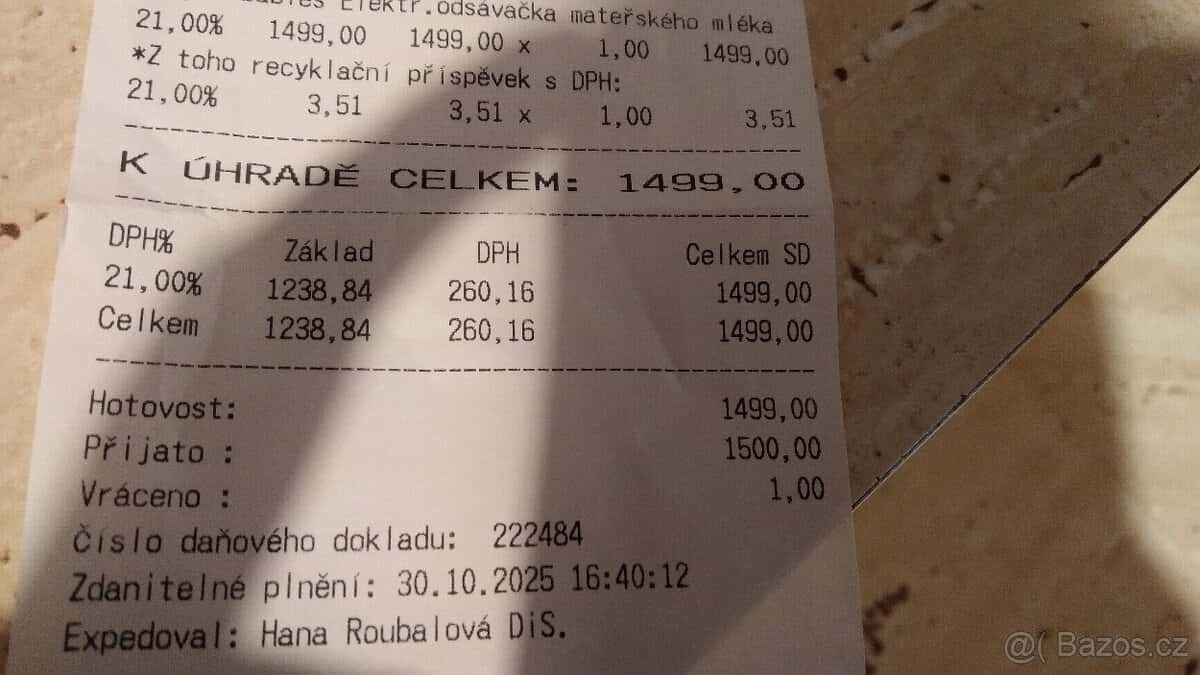 Elektr.odsávačka mateřského mléka
21,00% 1499,00 1499,00 x 1,00 1499,00
*Z toho recyklační příspěvek s DPH:
21,00% 3,51 3,51 x 1,00 3,51
K ÚHRADĚ CELKEM: 1499,00
DPH% Základ DPH Celkem SD
21,00% 1238,84 260,16 1499,00
Celkem 1238,84 260,16 1499,00
Hotovost: 1499,00
Přijato : 1500,00
Vráceno : 1,00
Číslo daňového dokladu: 222484
Zdanitelné plnění: 30.10.2025 16:40:12
Expedoval: Hana Roubalová DiS.
@( Bazos.cz